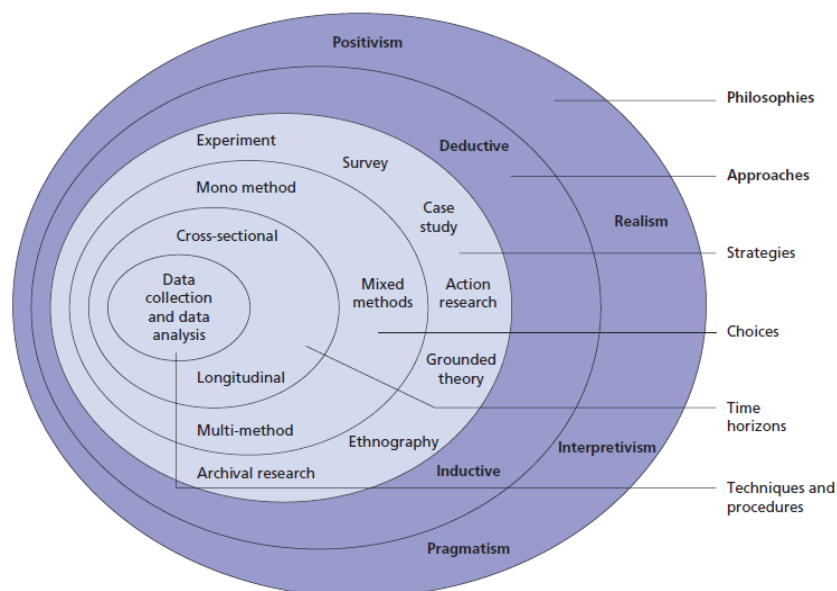 Positivism
Philosophies
Experiment
Deductive
Survey
Approaches
Mono method
Case
study
Realism
Cross-sectional
Strategies
Data
collection
and data
analysis
Mixed
methods
Action
research
Choices
Grounded
theory
Longitudinal
Time
horizons
Multi-method
Ethnography
Interpretivism
Archival research
Inductive
Techniques and
procedures
Pragmatism